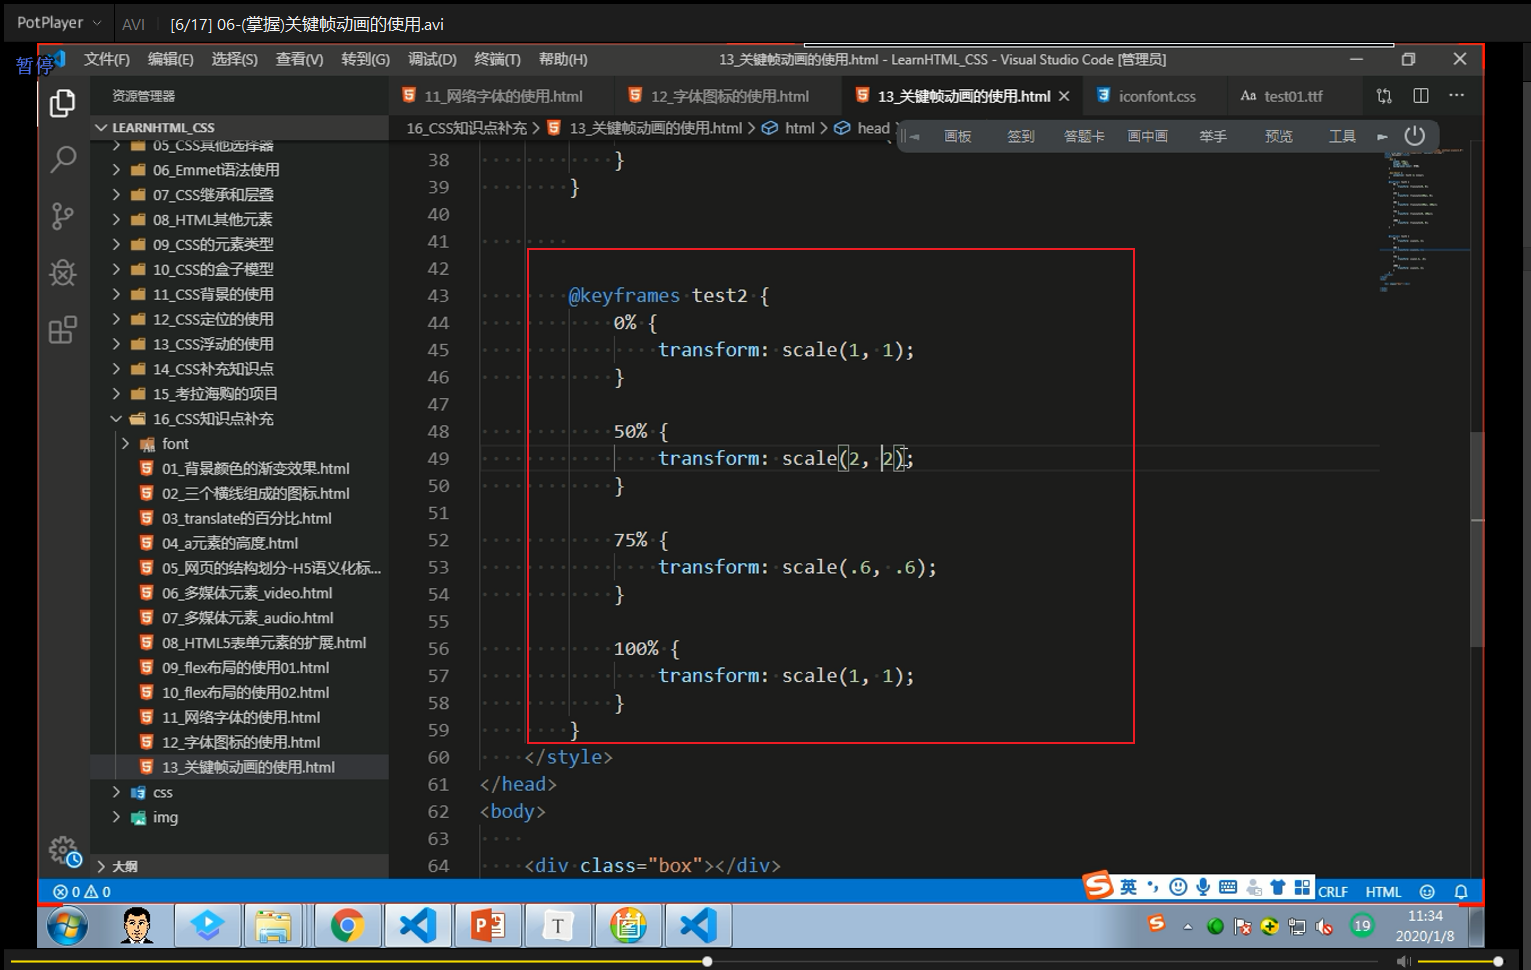 PotPlayer
AVI
[6/17] 06-(掌握)关键帧动画的使用.avi
暂停
文件(F) 编辑(E) 选择(S) 查看(V) 转到(G) 调试(D) 终端(T) 帮助(H)
13_关键帧动画的使用.html - LearnHTML_CSS - Visual Studio Code [管理员]
资源管理器
11_网络字体的使用.html
12_字体图标的使用.html
13_关键帧动画的使用.html
iconfont.css
Aa test01.ttf
LEARNHTML_CSS
16_CSS知识点补充 > 13_关键帧动画的使用.html > html > head
画板 签到 答题卡 画中画 举手 预览 工具
05_CSS其他选择器
06_Emmet语法使用
07_CSS继承和层叠
08_HTML其他元素
09_CSS的元素类型
10_CSS的盒子模型
11_CSS背景的使用
12_CSS定位的使用
13_CSS浮动的使用
14_CSS补充知识点
15_考拉海购的项目
16_CSS知识点补充
font
01_背景颜色的渐变效果.html
02_三个横线组成的图标.html
03_translate的百分比.html
04_a元素的高度.html
05_网页的结构划分-H5语义化标...
06_多媒体元素_video.html
07_多媒体元素_audio.html
08_HTML5表单元素的扩展.html
09_flex布局的使用01.html
10_flex布局的使用02.html
11_网络字体的使用.html
12_字体图标的使用.html
13_关键帧动画的使用.html
css
img
大纲
38 }
39 }
40
41
42
43 @keyframes test2 {
44 0% {
45 transform: scale(1, 1);
46 }
47
48 50% {
49 transform: scale(2, 2);
50 }
51
52 75% {
53 transform: scale(.6, .6);
54 }
55
56 100% {
57 transform: scale(1, 1);
58 }
59 }
60 </style>
61 </head>
62 <body>
63
64 <div class="box"></div>
0 0
英
CRLF HTML
19
11:34
2020/1/8